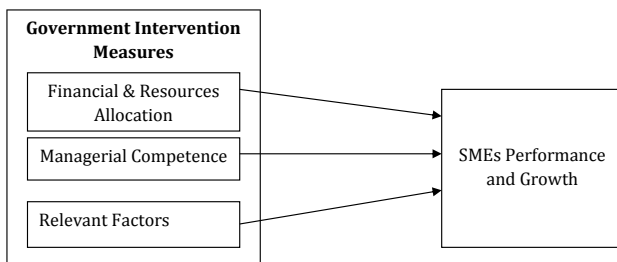 Government Intervention
Measures
Financial & Resources
Allocation
Managerial Competence
Relevant Factors
SMEs Performance
and Growth